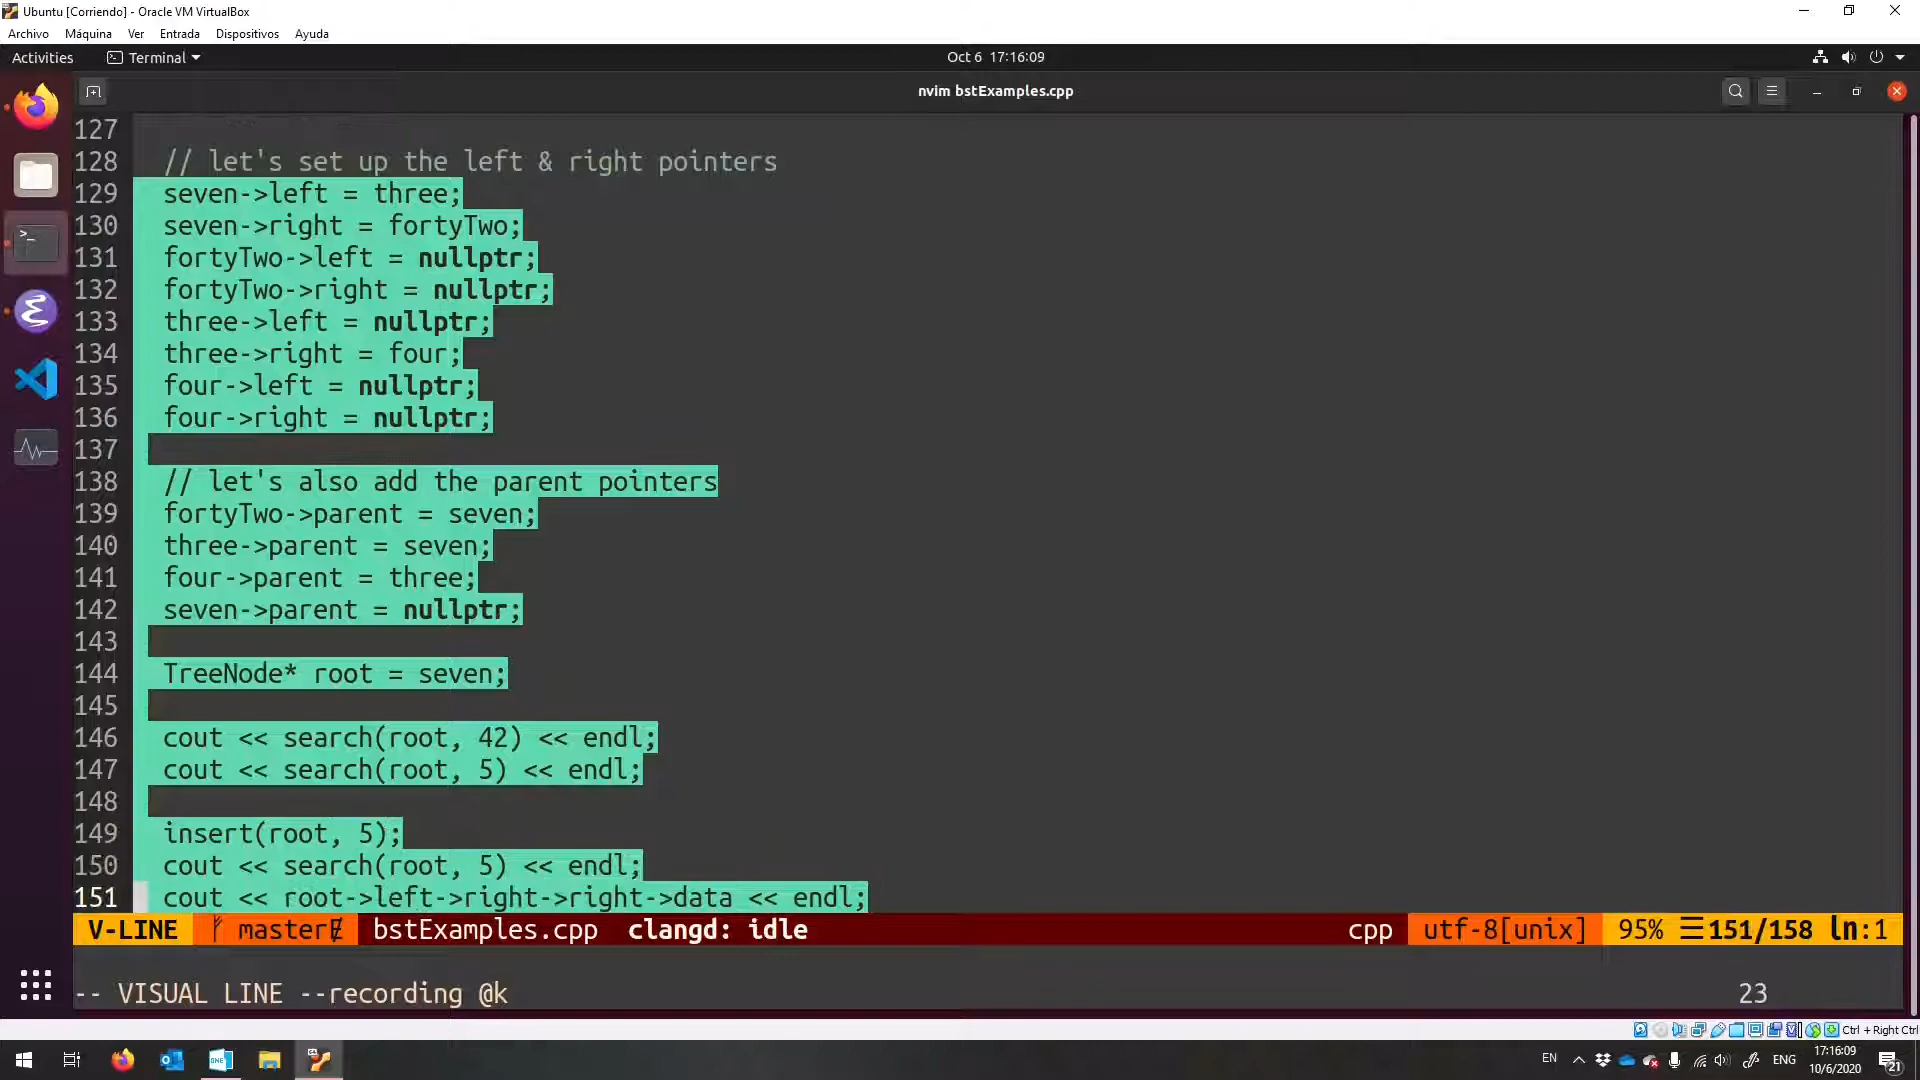 Ubuntu [Corriendo] - Oracle VM VirtualBox
Archivo Máquina Ver Entrada Dispositivos Ayuda
Activities Terminal Oct 6 17:16:09
nvim bstExamples.cpp
127
128 // let's set up the left & right pointers
129 seven->left = three;
130 seven->right = fortyTwo;
131 fortyTwo->left = nullptr;
132 fortyTwo->right = nullptr;
133 three->left = nullptr;
134 three->right = four;
135 four->left = nullptr;
136 four->right = nullptr;
137
138 // let's also add the parent pointers
139 fortyTwo->parent = seven;
140 three->parent = seven;
141 four->parent = three;
142 seven->parent = nullptr;
143
144 TreeNode* root = seven;
145
146 cout << search(root, 42) << endl;
147 cout << search(root, 5) << endl;
148
149 insert(root, 5);
150 cout << search(root, 5) << endl;
151 cout << root->left->right->right->data << endl;
V-LINE master bstExamples.cpp clangd: idle cpp utf-8[unix] 95% ☰151/158 ln:1
-- VISUAL LINE --recording @k 23
Ctrl + Right Ctrl
EN ENG 17:16:09
10/6/2020 21